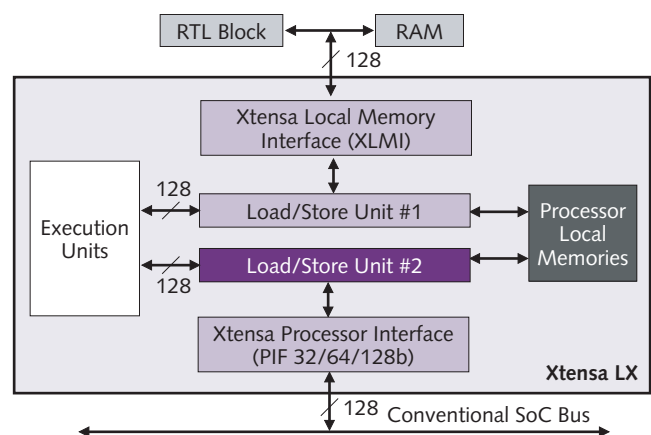 RTL Block
RAM
128
Xtensa Local Memory
Interface (XLMI)
128
Load/Store Unit #1
Execution
Units
Processor
Local
Memories
Load/Store Unit #2
128
Xtensa Processor Interface
(PIF 32/64/128b)
Xtensa LX
128
Conventional SoC Bus